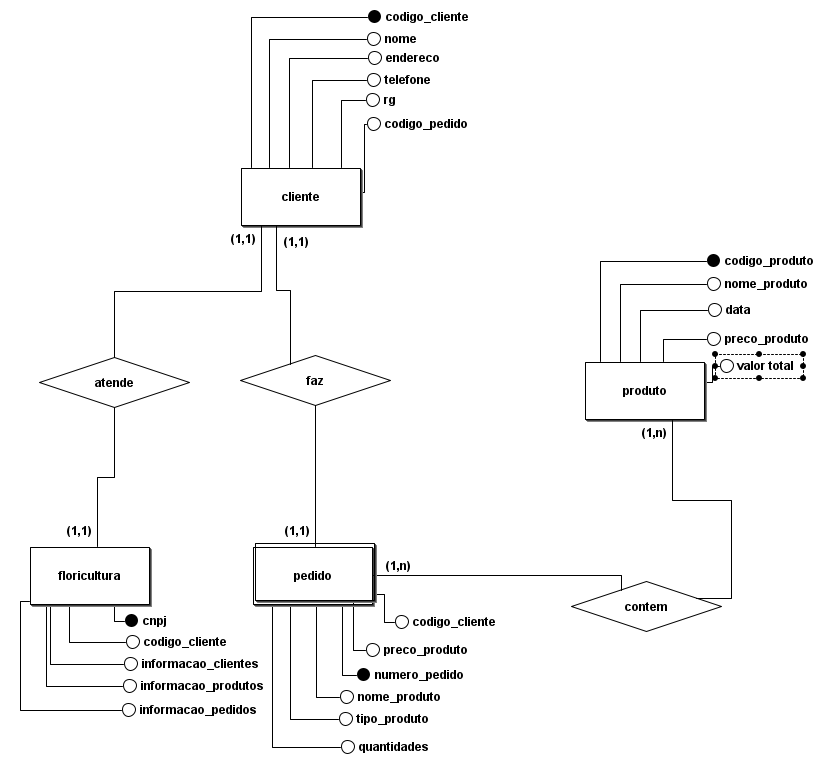 codigo_cliente
nome
endereco
telefone
rg
codigo_pedido
cliente
(1,1)
(1,1)
codigo_produto
nome_produto
data
preco_produto
valor total
produto
(1,n)
atende
faz
(1,1)
(1,1)
floricultura
pedido
(1,n)
contem
cnpj
codigo_cliente
informacao_clientes
informacao_produtos
informacao_pedidos
codigo_cliente
preco_produto
numero_pedido
nome_produto
tipo_produto
quantidades